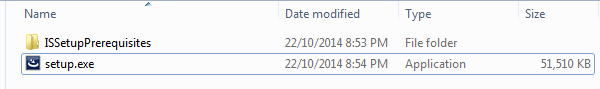 Name Date modified Type Size
ISSetupPrerequisites 22/10/2014 8:53 PM File folder
setup.exe 22/10/2014 8:54 PM Application 51,510 KB